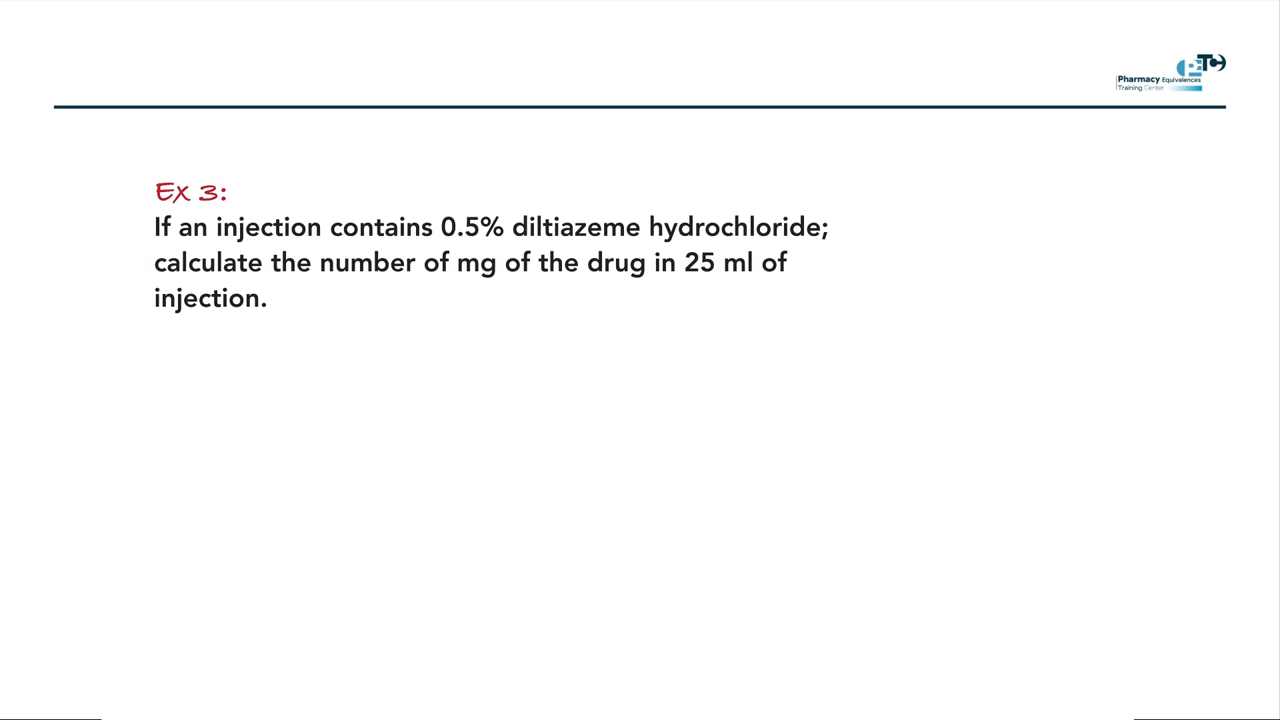 PTC
Pharmacy Equivalences
Training Center
Ex 3:
If an injection contains 0.5% diltiazeme hydrochloride;
calculate the number of mg of the drug in 25 ml of
injection.